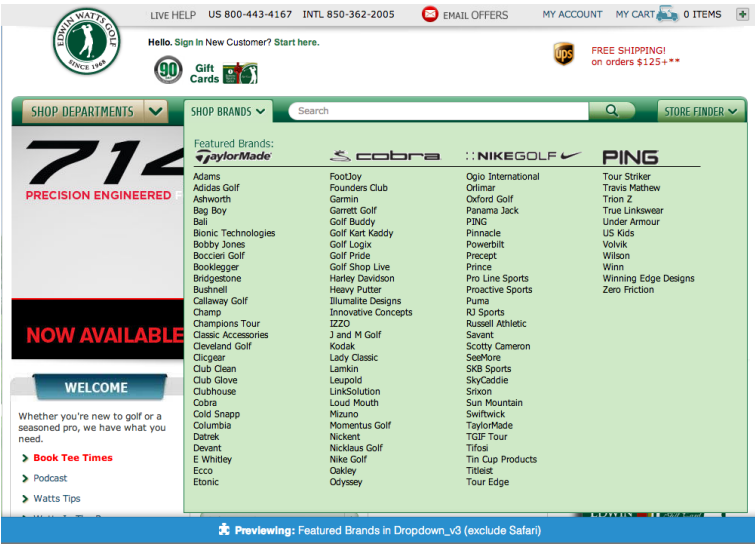 LIVE HELP US 800-443-4167 INTL 850-362-2005 EMAIL OFFERS MY ACCOUNT MY CART 0 ITEMS
EDWIN WATTS GOLF
SINCE 1968
Hello. Sign In New Customer? Start here.
90
Gift
Cards
ups
FREE SHIPPING!
on orders $125+**
SHOP DEPARTMENTS SHOP BRANDS Search STORE FINDER
714
PRECISION ENGINEERED F
NOW AVAILABLE
Featured Brands:
TaylorMade cobra NIKEGOLF PING
Adams FootJoy Ogio International Tour Striker
Adidas Golf Founders Club Orlimar Travis Mathew
Ashworth Garmin Oxford Golf Trion Z
Bag Boy Garrett Golf Panama Jack True Linkswear
Bali Golf Buddy PING Under Armour
Bionic Technologies Golf Kart Kaddy Pinnacle US Kids
Bobby Jones Golf Logix Powerbilt Volvik
Boccieri Golf Golf Pride Precept Wilson
Booklegger Golf Shop Live Prince Winn
Bridgestone Harley Davidson Pro Line Sports Winning Edge Designs
Bushnell Heavy Putter Proactive Sports Zero Friction
Callaway Golf Illumalite Designs Puma
Champ Innovative Concepts RJ Sports
Champions Tour IZZO Russell Athletic
Classic Accessories J and M Golf Savant
Cleveland Golf Kodak Scotty Cameron
Clicgear Lady Classic SeeMore
Club Clean Lamkin SKB Sports
Club Glove Leupold SkyCaddie
Clubhouse LinkSolution Srixon
Cobra Loud Mouth Sun Mountain
Cold Snapp Mizuno Swiftwick
Columbia Momentus Golf TaylorMade
Datrek Nickent TGIF Tour
Devant Nicklaus Golf Tifosi
E Whitley Nike Golf Tin Cup Products
Ecco Oakley Titleist
Etonic Odyssey Tour Edge
WELCOME
Whether you're new to golf or a
seasoned pro, we have what you
need.
Book Tee Times
Podcast
Watts Tips
Previewing: Featured Brands in Dropdown_v3 (exclude Safari)